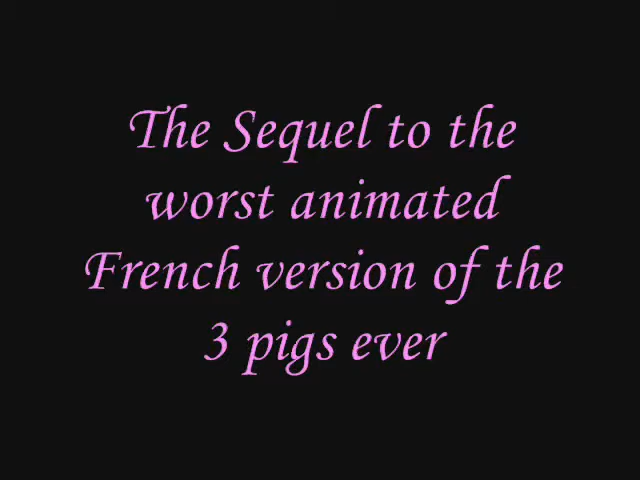 The Sequel to the
worst animated
French version of the
3 pigs ever